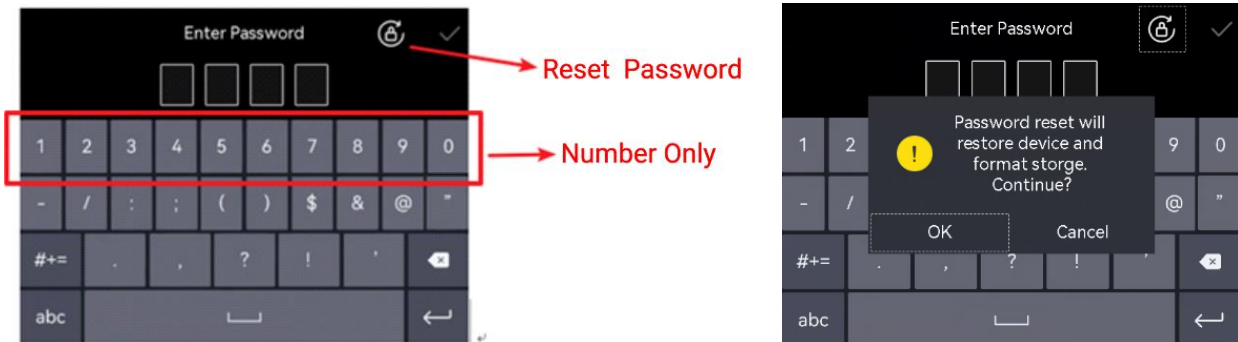 Enter Password
Reset Password
1 2 3 4 5 6 7 8 9 0
Number Only
- / : ; ( ) $ & @ "
#+= . , ? ! '
abc
Enter Password
Password reset will
restore device and
format storge.
Continue?
OK Cancel
1 2 9 0
- / @ ”
#+= . , ? ! '
abc